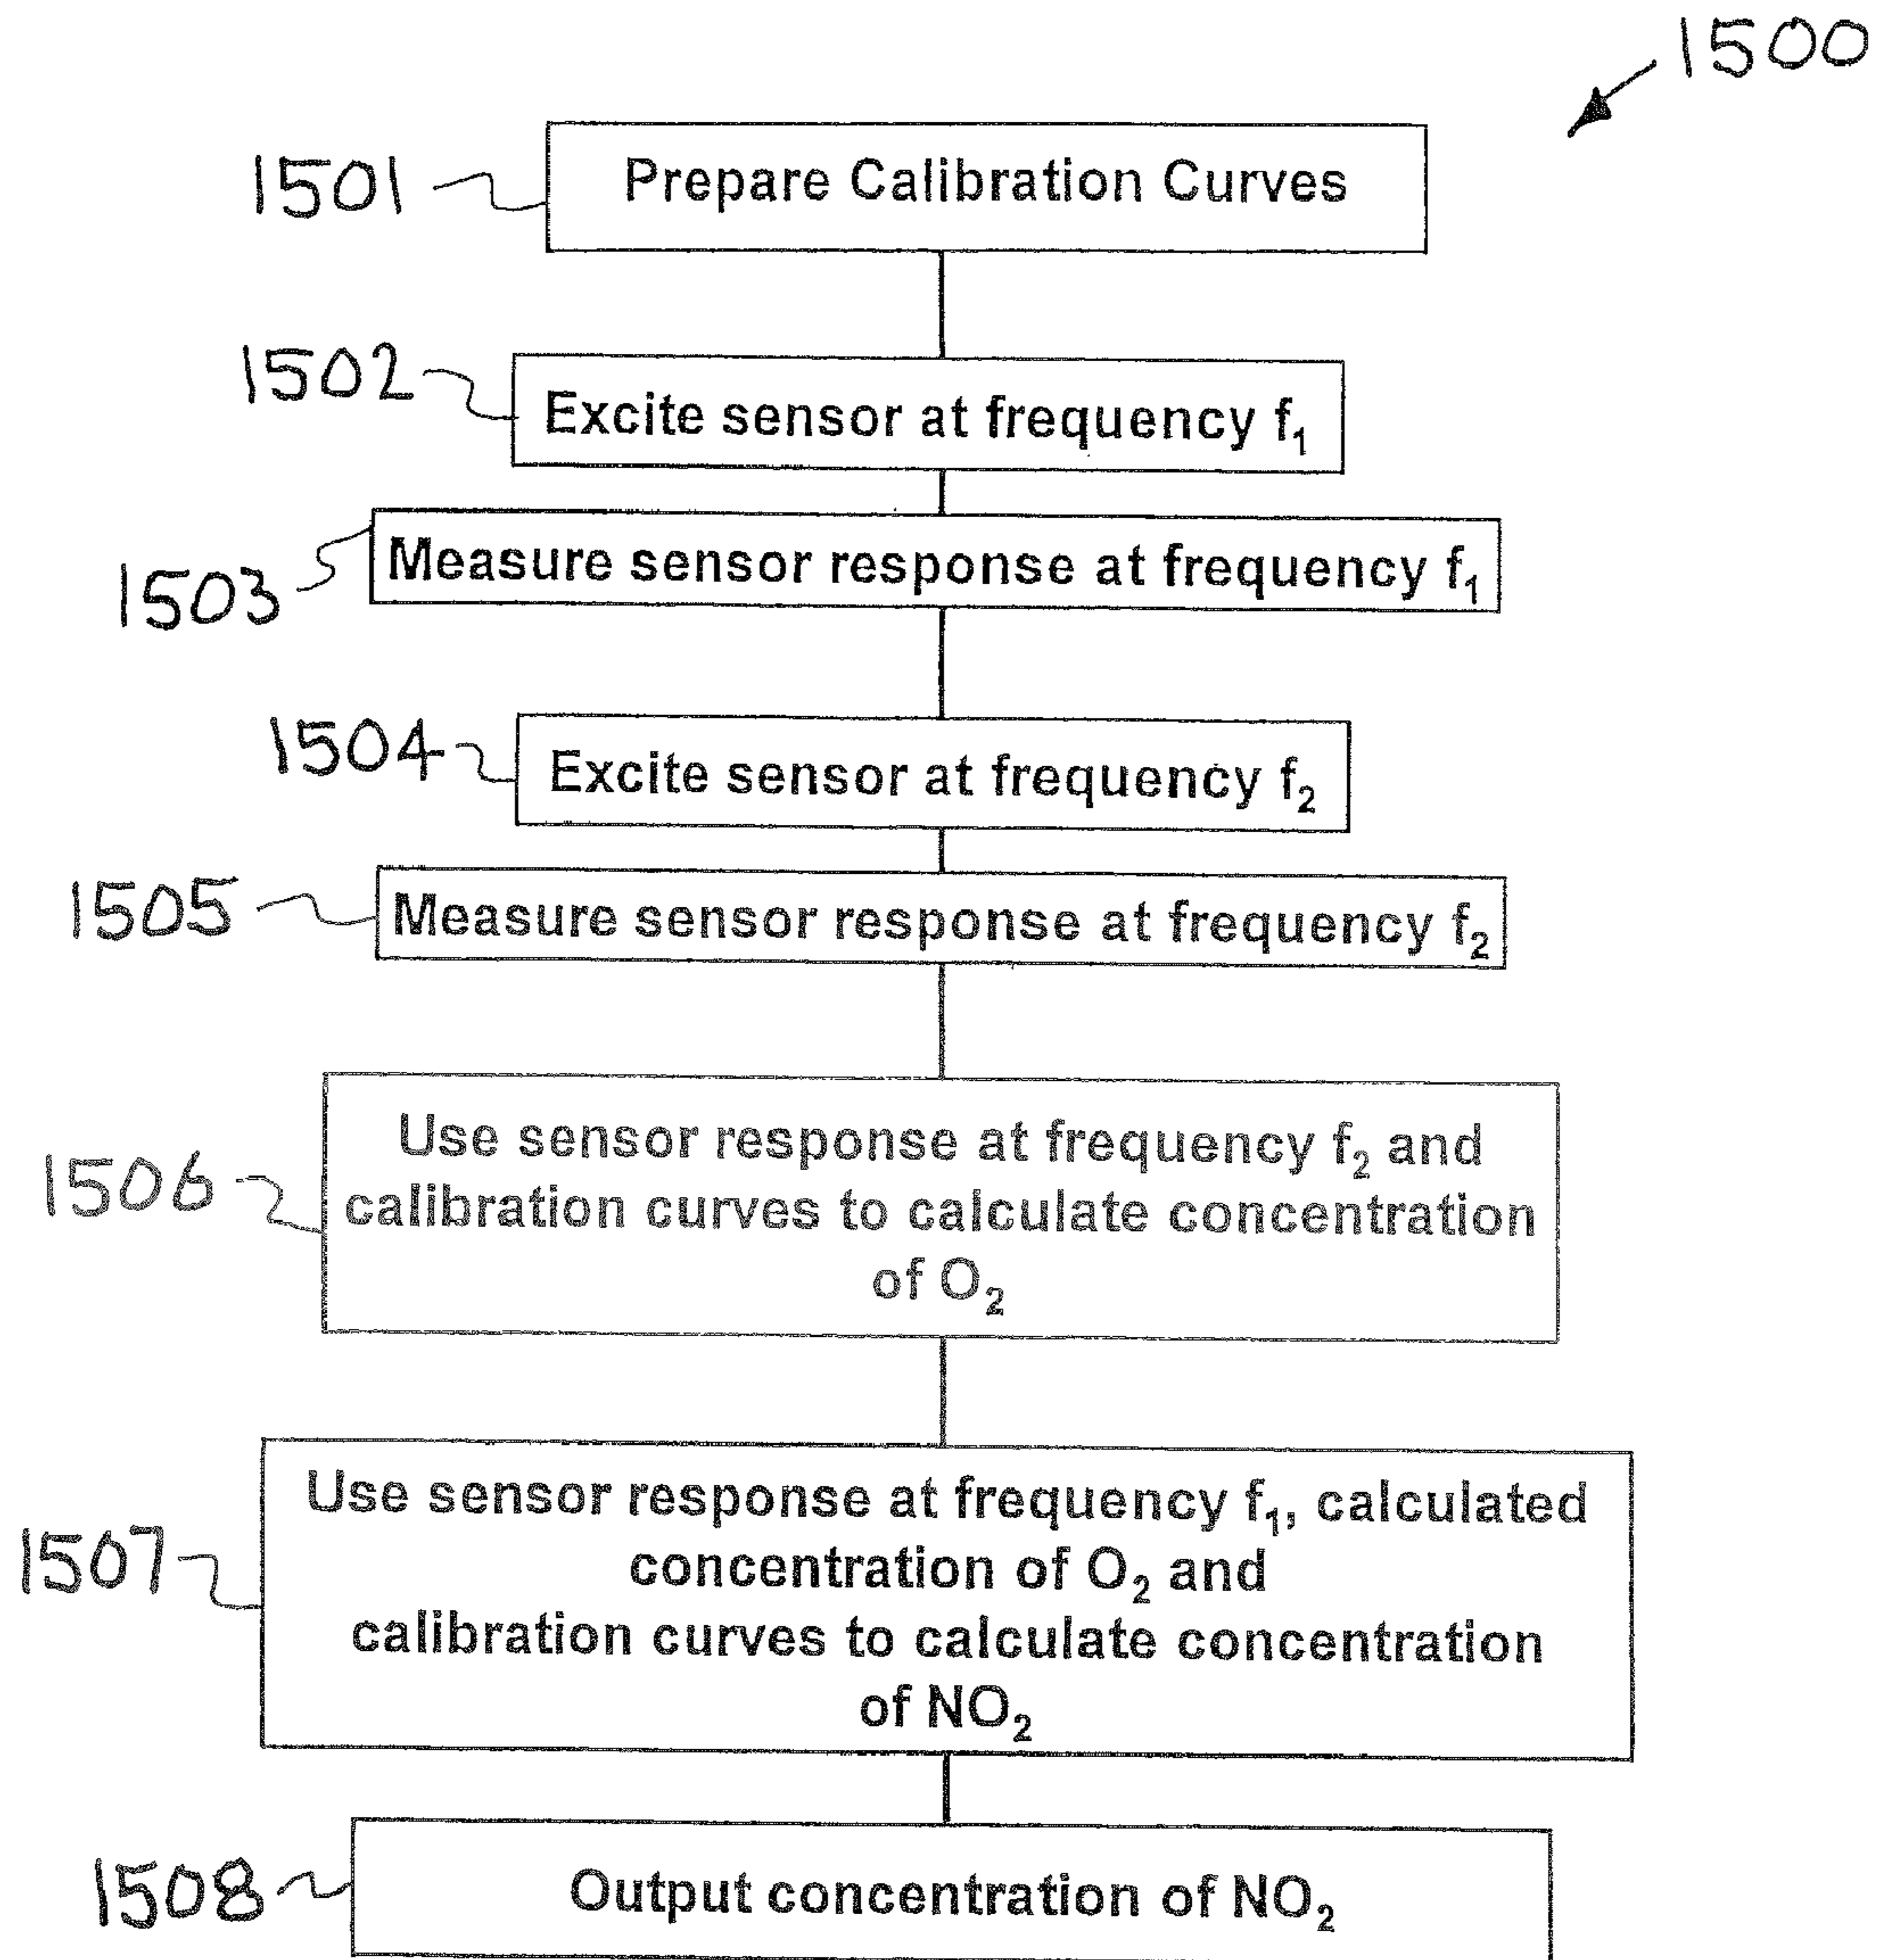 1500
1501
Prepare Calibration Curves
1502
Excite sensor at frequency f₁
1503
Measure sensor response at frequency f₁
1504
Excite sensor at frequency f₂
1505
Measure sensor response at frequency f₂
1506
Use sensor response at frequency f₂ and
calibration curves to calculate concentration
of O₂
1507
Use sensor response at frequency f₁, calculated
concentration of O₂ and
calibration curves to calculate concentration
of NO₂
1508
Output concentration of NO₂